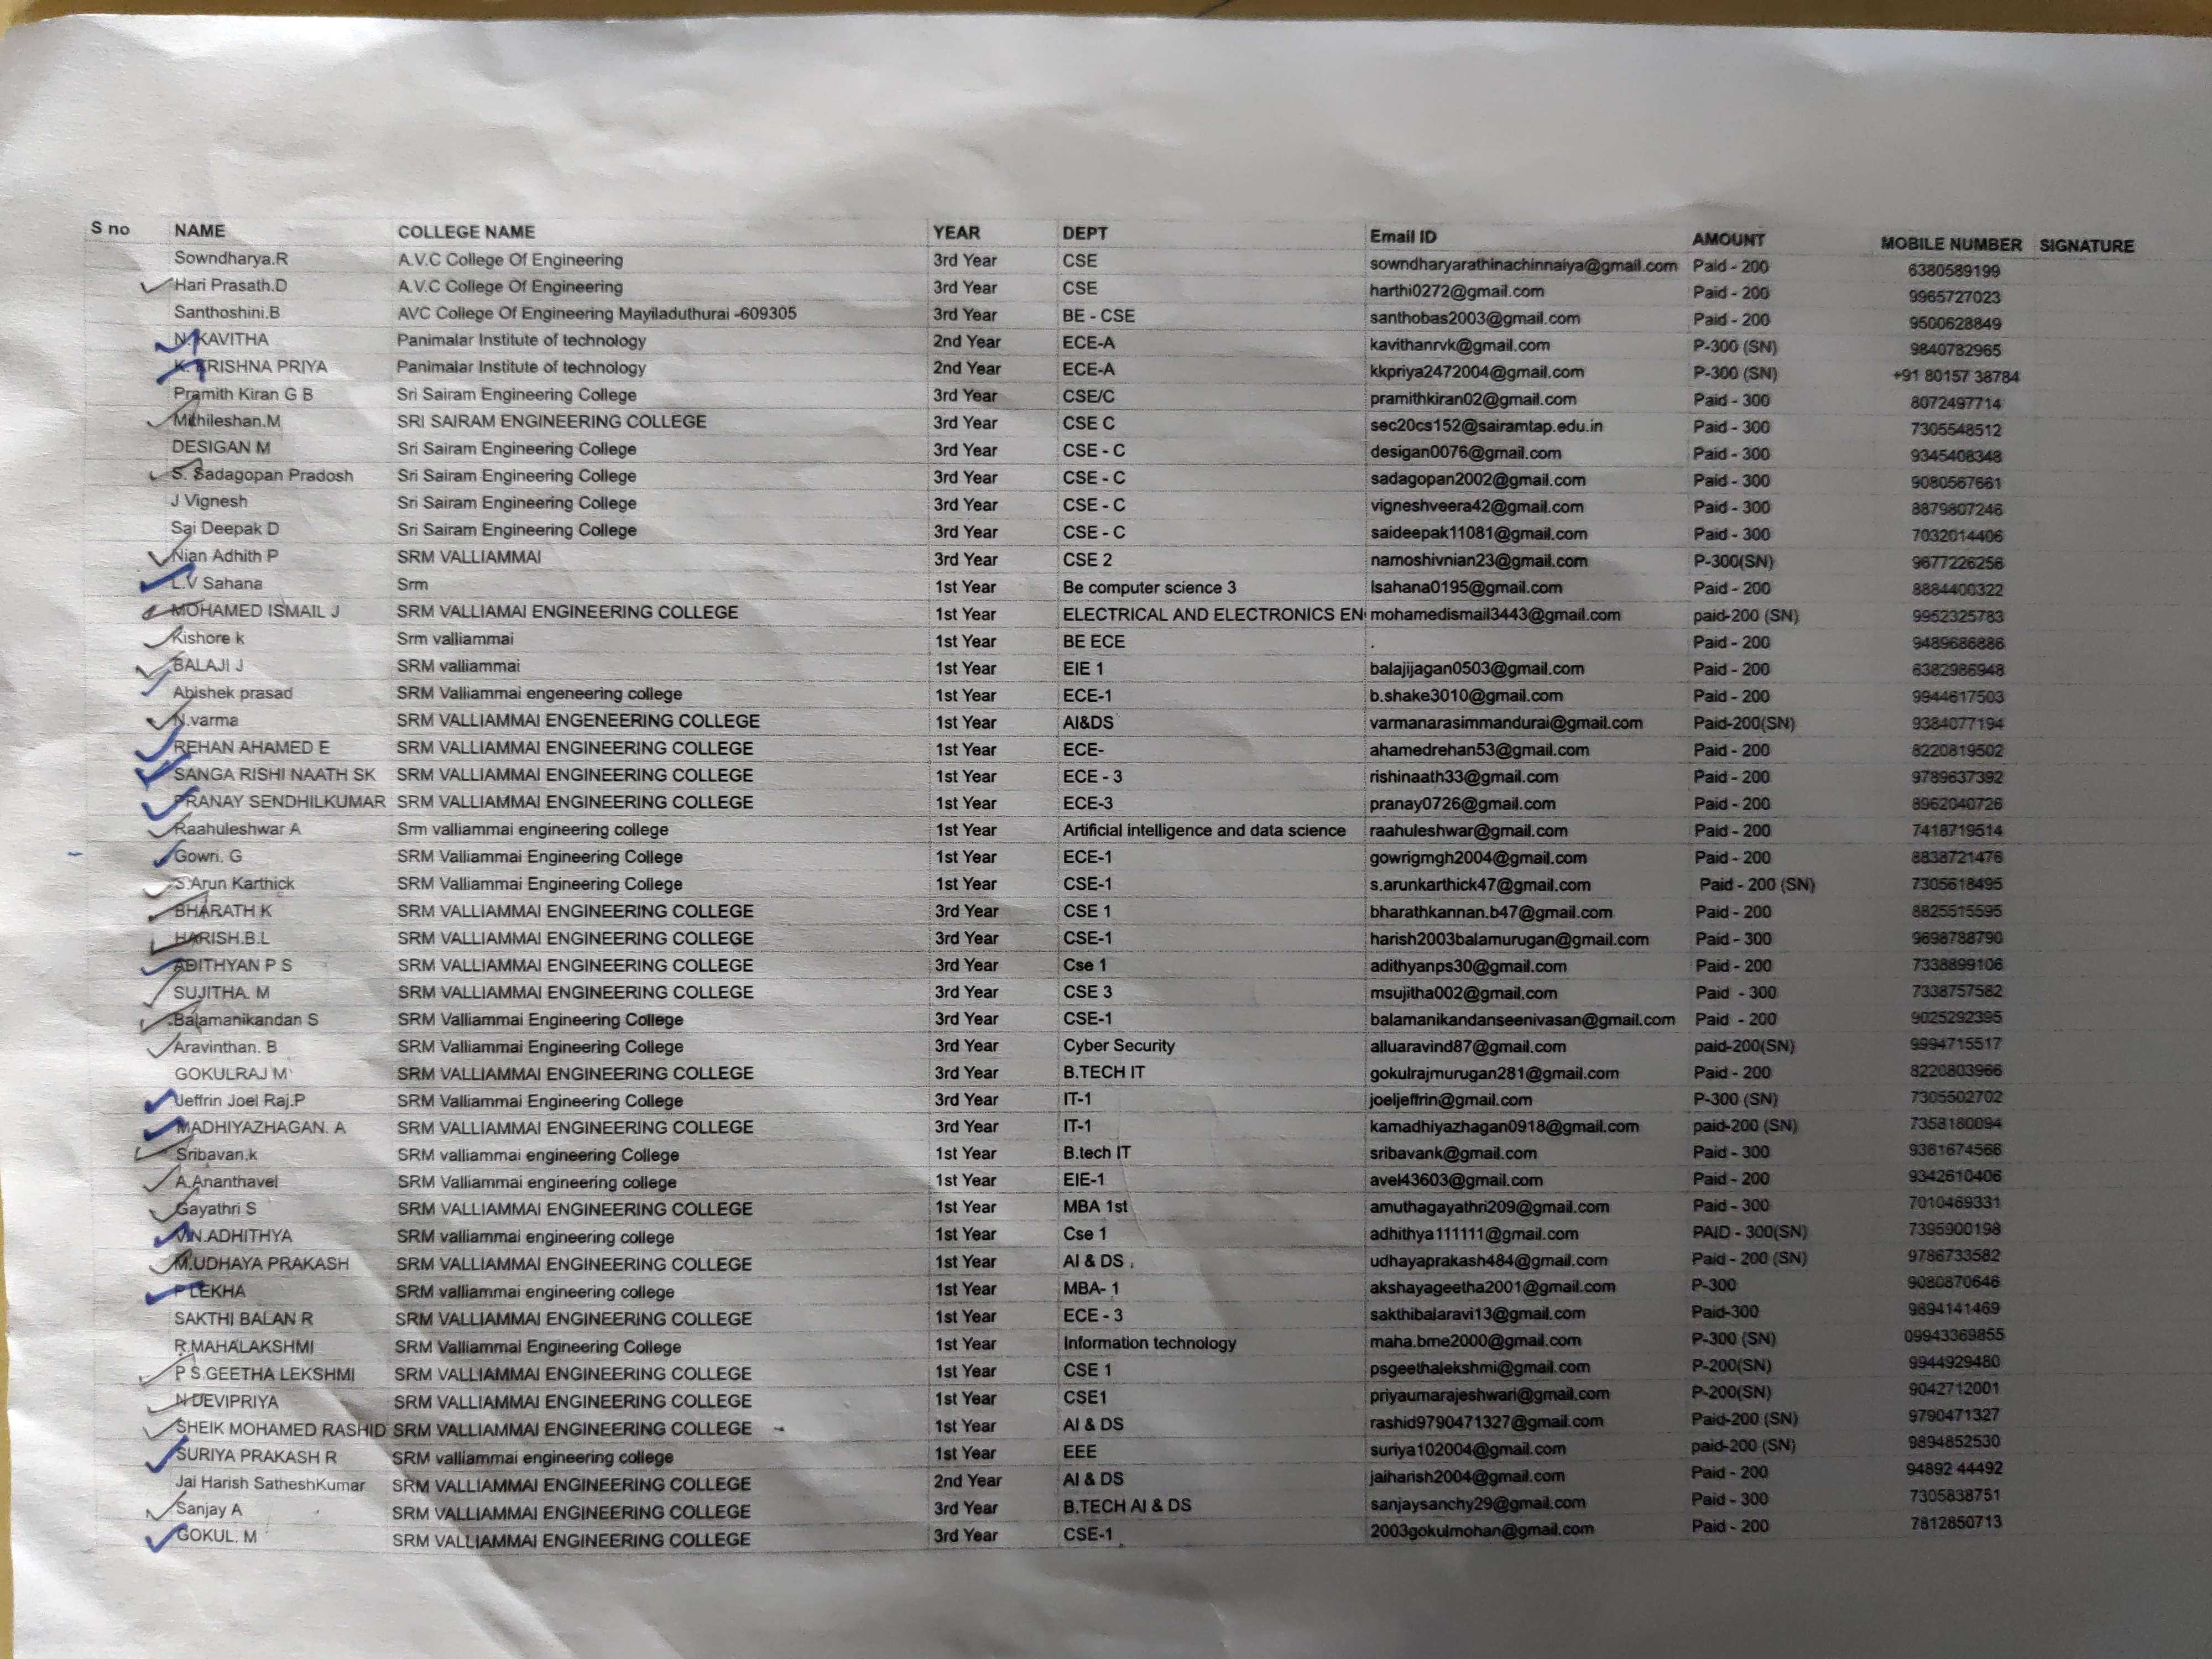 S no NAME COLLEGE NAME YEAR DEPT Email ID AMOUNT MOBILE NUMBER SIGNATURE
Sowndharya.R A.V.C College Of Engineering 3rd Year CSE sowndharyarathinachinnaiya@gmail.com Paid - 200 6380589199
Hari Prasath.D A.V.C College Of Engineering 3rd Year CSE harthi0272@gmail.com Paid - 200 9965727023
Santhoshini.B AVC College Of Engineering Mayiladuthurai -609305 3rd Year BE - CSE santhobas2003@gmail.com Paid - 200 9500628849
N. KAVITHA Panimalar Institute of technology 2nd Year ECE-A kavithanrvk@gmail.com P-300 (SN) 9840782965
K. KRISHNA PRIYA Panimalar Institute of technology 2nd Year ECE-A kkpriya2472004@gmail.com P-300 (SN) +91 80157 38784
Pramith Kiran G B Sri Sairam Engineering College 3rd Year CSE/C pramithkiran02@gmail.com Paid - 300 8072497714
Mithileshan.M SRI SAIRAM ENGINEERING COLLEGE 3rd Year CSE C sec20cs152@sairamtap.edu.in Paid - 300 7305548512
DESIGAN M Sri Sairam Engineering College 3rd Year CSE - C desigan0076@gmail.com Paid - 300 9345408348
S. Sadagopan Pradosh Sri Sairam Engineering College 3rd Year CSE - C sadagopan2002@gmail.com Paid - 300 9080567661
J Vignesh Sri Sairam Engineering College 3rd Year CSE - C vigneshveera42@gmail.com Paid - 300 8879807246
Sai Deepak D Sri Sairam Engineering College 3rd Year CSE - C saideepak11081@gmail.com Paid - 300 7032014406
Nian Adhith P SRM VALLIAMMAI 3rd Year CSE 2 namoshivnian23@gmail.com P-300(SN) 9677226256
L.V Sahana Srm 1st Year Be computer science 3 lsahana0195@gmail.com Paid - 200 8884400322
MOHAMED ISMAIL J SRM VALLIAMAI ENGINEERING COLLEGE 1st Year ELECTRICAL AND ELECTRONICS EN mohamedismail3443@gmail.com paid-200 (SN) 9952325783
Kishore k Srm valliammai 1st Year BE ECE . Paid - 200 9489686886
BALAJI J SRM valliammai 1st Year EIE 1 balajijagan0503@gmail.com Paid - 200 6382986948
Abishek prasad SRM Valliammai engeneering college 1st Year ECE-1 b.shake3010@gmail.com Paid - 200 9944617503
N.varma SRM VALLIAMMAI ENGENEERING COLLEGE 1st Year AI&DS varmanarasimmandurai@gmail.com Paid-200(SN) 9384077194
REHAN AHAMED E SRM VALLIAMMAI ENGINEERING COLLEGE 1st Year ECE- ahamedrehan53@gmail.com Paid - 200 8220819502
SANGA RISHI NAATH SK SRM VALLIAMMAI ENGINEERING COLLEGE 1st Year ECE - 3 rishinaath33@gmail.com Paid - 200 9789637392
PRANAY SENDHILKUMAR SRM VALLIAMMAI ENGINEERING COLLEGE 1st Year ECE-3 pranay0726@gmail.com Paid - 200 8962040726
Raahuleshwar A Srm valliammai engineering college 1st Year Artificial intelligence and data science raahuleshwar@gmail.com Paid - 200 7418719514
Gowri. G SRM Valliammai Engineering College 1st Year ECE-1 gowrigmgh2004@gmail.com Paid - 200 8838721476
S.Arun Karthick SRM Valliammai Engineering College 1st Year CSE-1 s.arunkarthick47@gmail.com Paid - 200 (SN) 7305618495
BHARATH K SRM VALLIAMMAI ENGINEERING COLLEGE 3rd Year CSE 1 bharathkannan.b47@gmail.com Paid - 200 8825515595
HARISH.B.L SRM VALLIAMMAI ENGINEERING COLLEGE 3rd Year CSE-1 harish2003balamurugan@gmail.com Paid - 300 9698788790
ADITHYAN P S SRM VALLIAMMAI ENGINEERING COLLEGE 3rd Year Cse 1 adithyanps30@gmail.com Paid - 200 7338899106
SUJITHA. M SRM VALLIAMMAI ENGINEERING COLLEGE 3rd Year CSE 3 msujitha002@gmail.com Paid - 300 7338757582
Balamanikandan S SRM Valliammai Engineering College 3rd Year CSE-1 balamanikandanseenivasan@gmail.com Paid - 200 9025292395
Aravinthan. B SRM Valliammai Engineering College 3rd Year Cyber Security alluaravind87@gmail.com paid-200(SN) 9994715517
GOKULRAJ M SRM VALLIAMMAI ENGINEERING COLLEGE 3rd Year B.TECH IT gokulrajmurugan281@gmail.com Paid - 200 8220803966
Jeffrin Joel Raj.P SRM Valliammai Engineering College 3rd Year IT-1 joeljeffrin@gmail.com P-300 (SN) 7305502702
MADHIYAZHAGAN. A SRM VALLIAMMAI ENGINEERING COLLEGE 3rd Year IT-1 kamadhiyazhagan0918@gmail.com paid-200 (SN) 7358180094
Sribavan.k SRM valliammai engineering College 1st Year B.tech IT sribavank@gmail.com Paid - 300 9361674566
A.Ananthavel SRM Valliammai engineering college 1st Year EIE-1 avel43603@gmail.com Paid - 200 9342610406
Gayathri S SRM VALLIAMMAI ENGINEERING COLLEGE 1st Year MBA 1st amuthagayathri209@gmail.com Paid - 300 7010469331
V.N.ADHITHYA SRM valliammai engineering college 1st Year Cse 1 adhithya111111@gmail.com PAID - 300(SN) 7395900198
M.UDHAYA PRAKASH SRM VALLIAMMAI ENGINEERING COLLEGE 1st Year AI & DS udhayaprakash484@gmail.com Paid - 200 (SN) 9786733582
P LEKHA SRM valliammai engineering college 1st Year MBA- 1 akshayageetha2001@gmail.com P-300 9080870646
SAKTHI BALAN R SRM VALLIAMMAI ENGINEERING COLLEGE 1st Year ECE - 3 sakthibalaravi13@gmail.com Paid-300 9894141469
R.MAHALAKSHMI SRM Valliammai Engineering College 1st Year Information technology maha.bme2000@gmail.com P-300 (SN) 09943369855
P S.GEETHA LEKSHMI SRM VALLIAMMAI ENGINEERING COLLEGE 1st Year CSE 1 psgeethalekshmi@gmail.com P-200(SN) 9944929480
N DEVIPRIYA SRM VALLIAMMAI ENGINEERING COLLEGE 1st Year CSE1 priyaumarajeshwari@gmail.com P-200(SN) 9042712001
SHEIK MOHAMED RASHID SRM VALLIAMMAI ENGINEERING COLLEGE 1st Year AI & DS rashid9790471327@gmail.com Paid-200 (SN) 9790471327
SURIYA PRAKASH R SRM valliammai engineering college 1st Year EEE suriya102004@gmail.com paid-200 (SN) 9894852530
Jai Harish SatheshKumar SRM VALLIAMMAI ENGINEERING COLLEGE 2nd Year AI & DS jaiharish2004@gmail.com Paid - 200 94892 44492
Sanjay A SRM VALLIAMMAI ENGINEERING COLLEGE 3rd Year B.TECH AI & DS sanjaysanchy29@gmail.com Paid - 300 7305838751
GOKUL. M SRM VALLIAMMAI ENGINEERING COLLEGE 3rd Year CSE-1 2003gokulmohan@gmail.com Paid - 200 7812850713